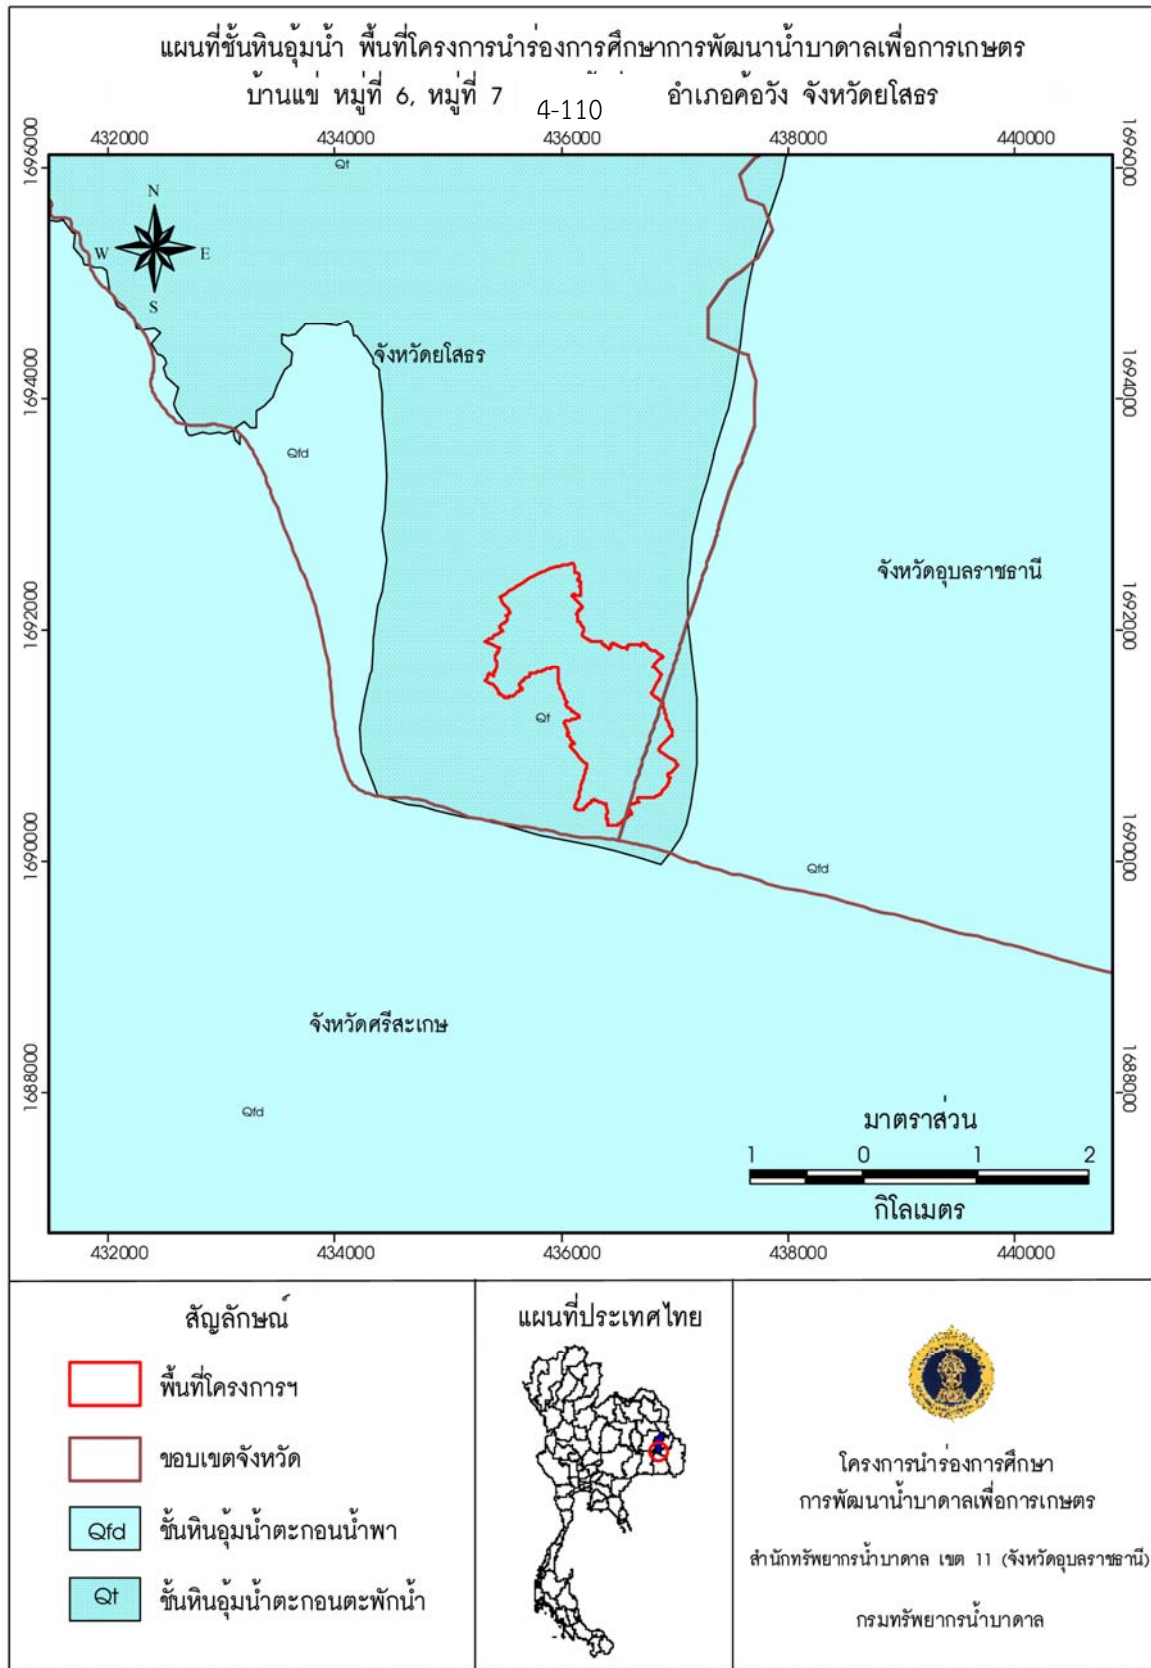 แผนที่ชั้นหินอุ้มน้ำ พื้นที่โครงการนำร่องการศึกษาการพัฒนาน้ำบาดาลเพื่อการเกษตร
บ้านแข่ หมู่ที่ 6, หมู่ที่ 7 อำเภอค้อวัง จังหวัดยโสธร
4-110
432000 434000 436000 438000 440000
1696000 1696000
Qt
N
W E
S
จังหวัดยโสธร
1694000 1694000
Qfd
จังหวัดอุบลราชธานี
1692000 1692000
Qt
1690000 1690000
Qfd
จังหวัดศรีสะเกษ
1688000 1688000
Qfd
มาตราส่วน
1 0 1 2
กิโลเมตร
432000 434000 436000 438000 440000
สัญลักษณ์
พื้นที่โครงการฯ
ขอบเขตจังหวัด
Qfd ชั้นหินอุ้มน้ำตะกอนน้ำพา
Qt ชั้นหินอุ้มน้ำตะกอนตะพักน้ำ
แผนที่ประเทศไทย
โครงการนำร่องการศึกษา
การพัฒนาน้ำบาดาลเพื่อการเกษตร
สำนักทรัพยากรน้ำบาดาล เขต 11 (จังหวัดอุบลราชธานี)
กรมทรัพยากรน้ำบาดาล